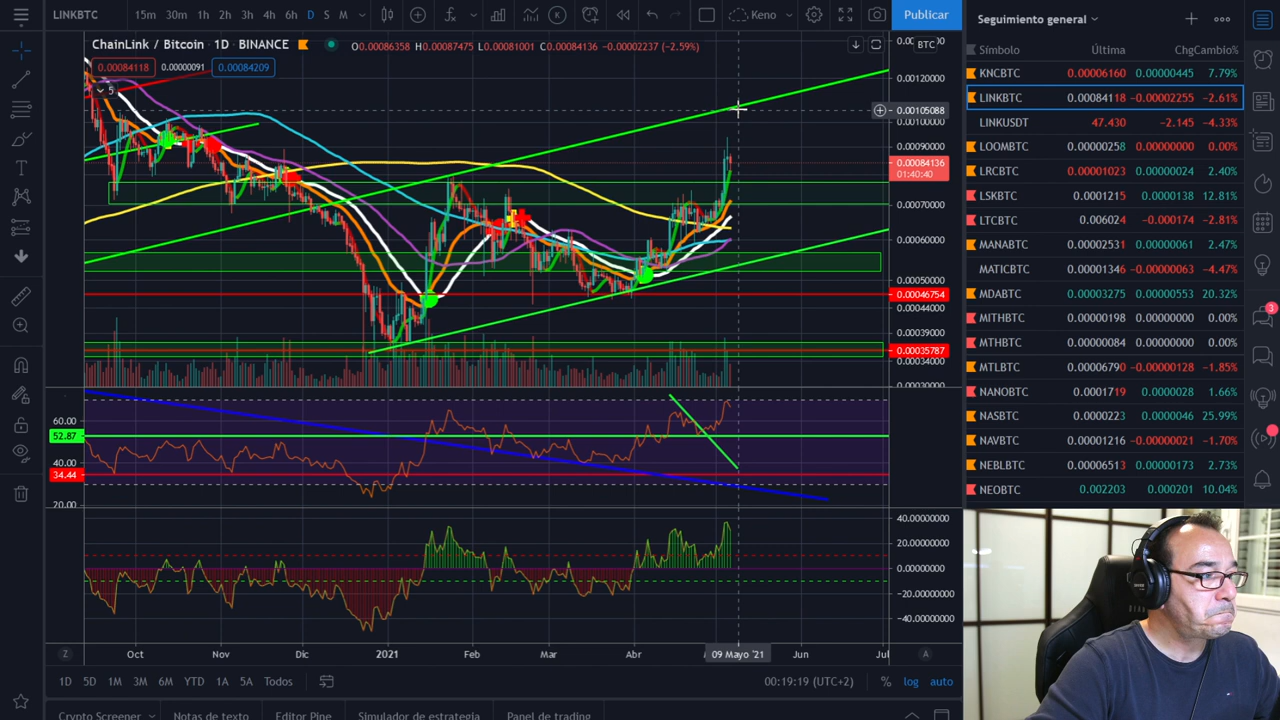 LINKBTC 15m 30m 1h 2h 3h 4h 6h D S M Keno Publicar
ChainLink / Bitcoin · 1D · BINANCE O0.00086358 H0.00087475 L0.00081001 C0.00084136 −0.00002237 (−2.59%) BTC
0.00084118 0.00000091 0.00084209
5
0.00120000
0.00105088
0.00100000
0.00090000
0.00084136
01:40:40
0.00070000
0.00060000
0.00050000
0.00046754
0.00044000
0.00039000
0.00035787
0.00034000
60.00
52.87
40.00
34.44
20.00
40.00000000
20.00000000
0.00000000
−20.00000000
−40.00000000
Z Oct Nov Dic 2021 Feb Mar Abr 09 Mayo '21 Jun Jul A
1D 5D 1M 3M 6M YTD 1A 5A Todos 00:19:19 (UTC+2) % log auto
Crypto Screener Notas de texto Editor Pine Simulador de estrategia Panel de trading
Seguimiento general
Símbolo Última ChgCambio%
KNCBTC 0.00006160 0.00000445 7.79%
LINKBTC 0.00084118 −0.00002255 −2.61%
LINKUSDT 47.430 −2.145 −4.33%
LOOMBTC 0.00000258 0.00000000 0.00%
LRCBTC 0.00001023 0.00000024 2.40%
LSKBTC 0.0001215 0.0000138 12.81%
LTCBTC 0.006024 −0.000174 −2.81%
MANABTC 0.00002531 0.00000061 2.47%
MATICBTC 0.00001346 −0.00000063 −4.47%
MDABTC 0.00003275 0.00000553 20.32%
MITHBTC 0.00000198 0.00000000 0.00%
MTHBTC 0.00000084 0.00000000 0.00%
MTLBTC 0.00006790 −0.00000128 −1.85%
NANOBTC 0.0001719 0.0000028 1.66%
NASBTC 0.0000223 0.0000046 25.99%
NAVBTC 0.00001216 −0.00000021 −1.70%
NEBLBTC 0.00006513 0.00000173 2.73%
NEOBTC 0.002203 0.000201 10.04%
3